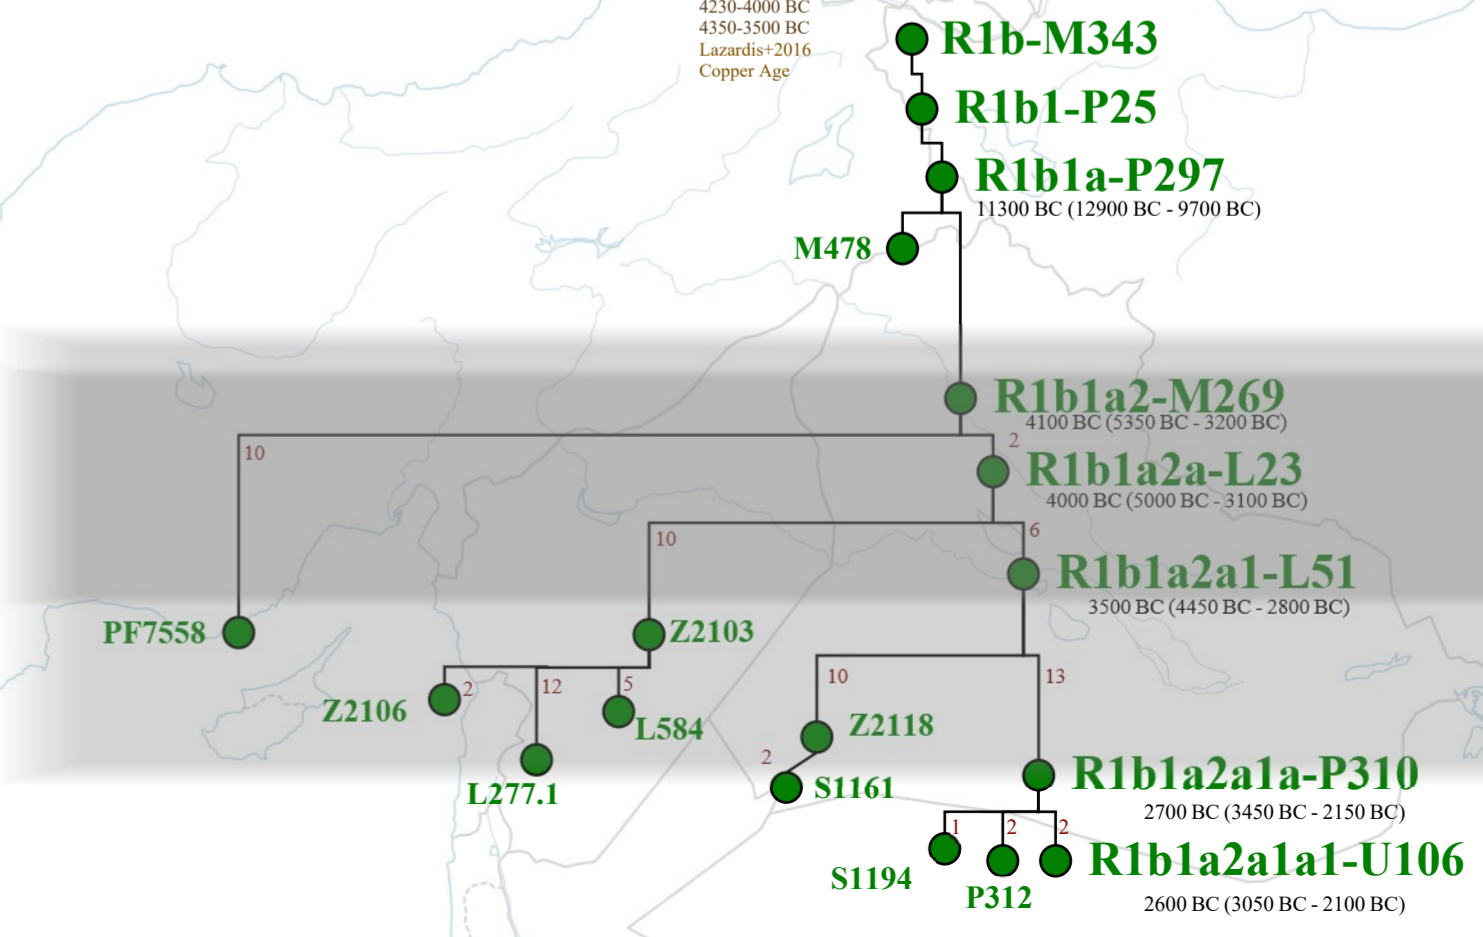 4230-4000 BC
4350-3500 BC
Lazardis+2016
Copper Age
R1b-M343
R1b1-P25
R1b1a-P297
11300 BC (12900 BC - 9700 BC)
M478
R1b1a2-M269
4100 BC (5350 BC - 3200 BC)
10
2
R1b1a2a-L23
4000 BC (5000 BC - 3100 BC)
10
6
R1b1a2a1-L51
3500 BC (4450 BC - 2800 BC)
PF7558
Z2103
10
13
2
12
5
Z2106
L584
Z2118
2
L277.1
S1161
R1b1a2a1a-P310
2700 BC (3450 BC - 2150 BC)
1
2
2
S1194
P312
R1b1a2a1a1-U106
2600 BC (3050 BC - 2100 BC)